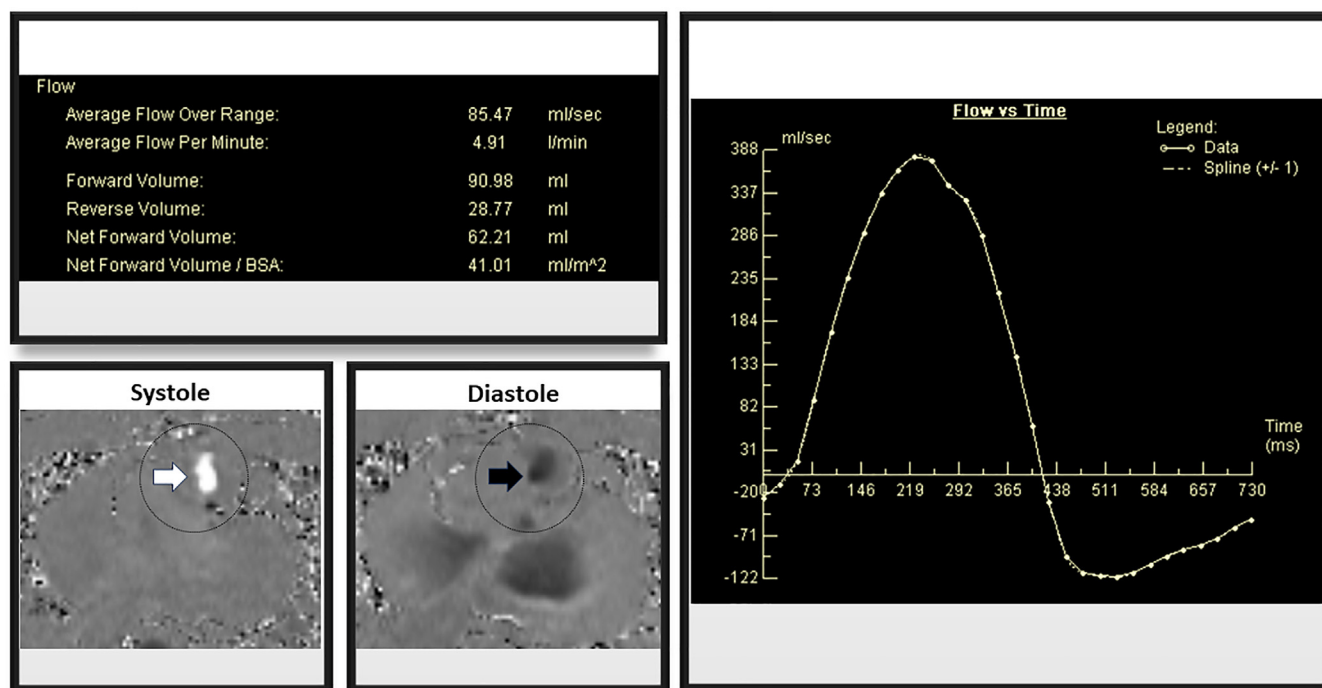 Flow
Average Flow Over Range: 85.47 ml/sec
Average Flow Per Minute: 4.91 l/min
Forward Volume: 90.98 ml
Reverse Volume: 28.77 ml
Net Forward Volume: 62.21 ml
Net Forward Volume / BSA: 41.01 ml/m^2
Systole
Diastole
Flow vs Time
Legend:
Data
Spline (+/- 1)
ml/sec
388
337
286
235
184
133
82
31
-20
-71
-122
Time
(ms)
0 73 146 219 292 365 438 511 584 657 730